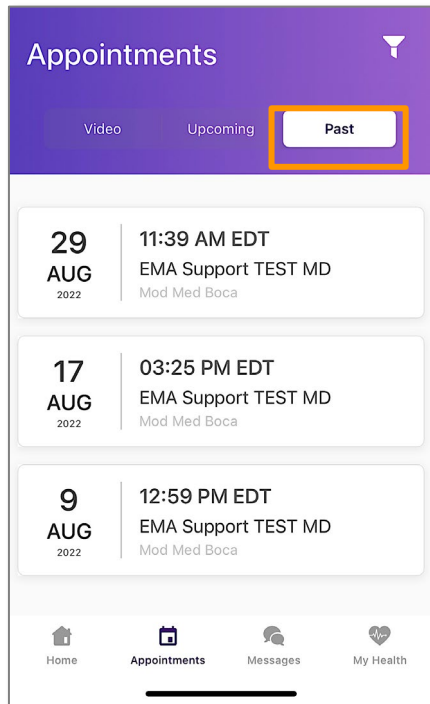 Appointments
Video Upcoming Past
29 11:39 AM EDT
AUG EMA Support TEST MD
2022 Mod Med Boca
17 03:25 PM EDT
AUG EMA Support TEST MD
2022 Mod Med Boca
9 12:59 PM EDT
AUG EMA Support TEST MD
2022 Mod Med Boca
Home Appointments Messages My Health